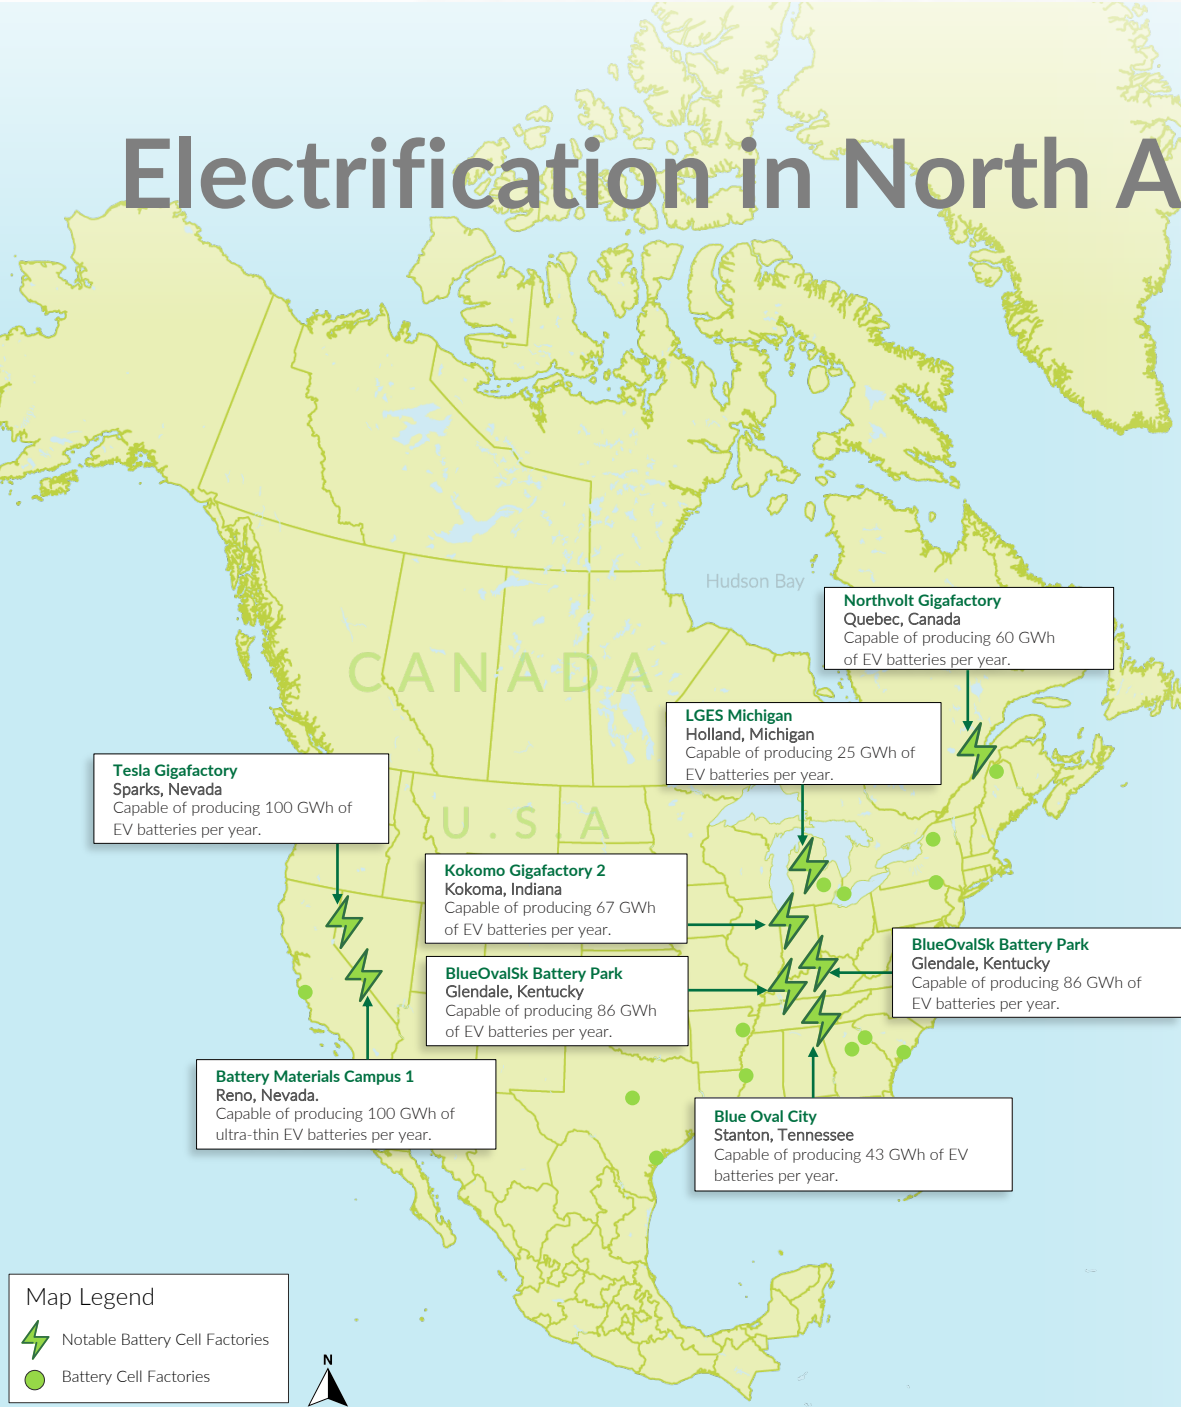 Electrification in North A
Hudson Bay
Northvolt Gigafactory
Quebec, Canada
Capable of producing 60 GWh
of EV batteries per year.
CANADA
LGES Michigan
Holland, Michigan
Capable of producing 25 GWh of
EV batteries per year.
Tesla Gigafactory
Sparks, Nevada
Capable of producing 100 GWh of
EV batteries per year.
U.S.A
Kokomo Gigafactory 2
Kokoma, Indiana
Capable of producing 67 GWh
of EV batteries per year.
BlueOvalSk Battery Park
Glendale, Kentucky
Capable of producing 86 GWh of
EV batteries per year.
BlueOvalSk Battery Park
Glendale, Kentucky
Capable of producing 86 GWh
of EV batteries per year.
Battery Materials Campus 1
Reno, Nevada.
Capable of producing 100 GWh of
ultra-thin EV batteries per year.
Blue Oval City
Stanton, Tennessee
Capable of producing 43 GWh of EV
batteries per year.
Map Legend
Notable Battery Cell Factories
Battery Cell Factories
N